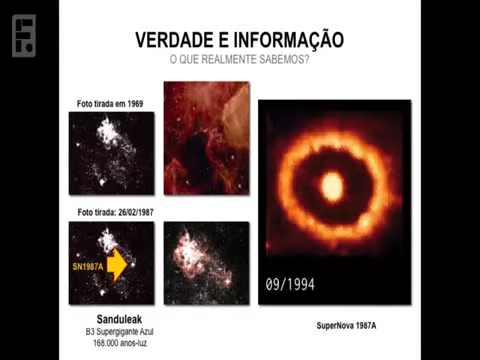 VERDADE E INFORMAÇÃO
O QUE REALMENTE SABEMOS?
Foto tirada em 1969
Foto tirada: 26/02/1987
SN1987A
09/1994
Sanduleak
B3 Supergigante Azul
168.000 anos-luz
SuperNova 1987A